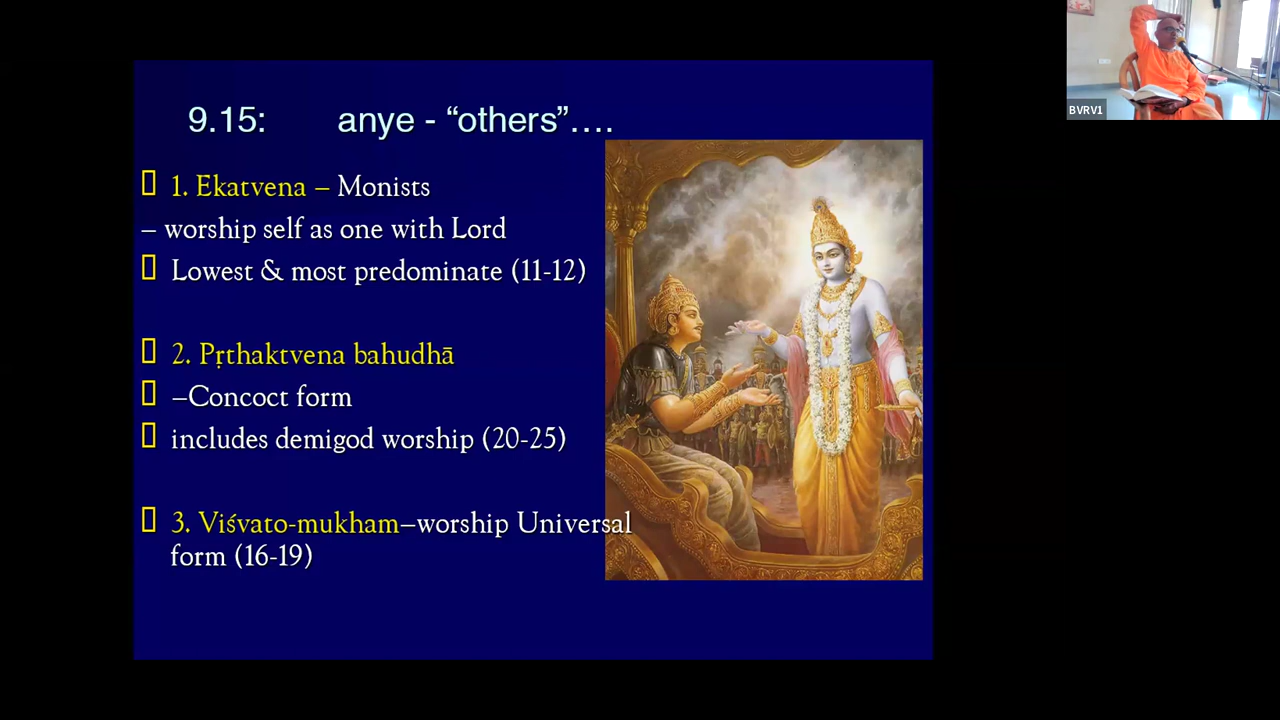 9.15: anye - “others”….
1. Ekatvena – Monists
– worship self as one with Lord
Lowest & most predominate (11-12)
2. Pṛthaktvena bahudhā
–Concoct form
includes demigod worship (20-25)
3. Viśvato-mukham–worship Universal
form (16-19)
BVRV1